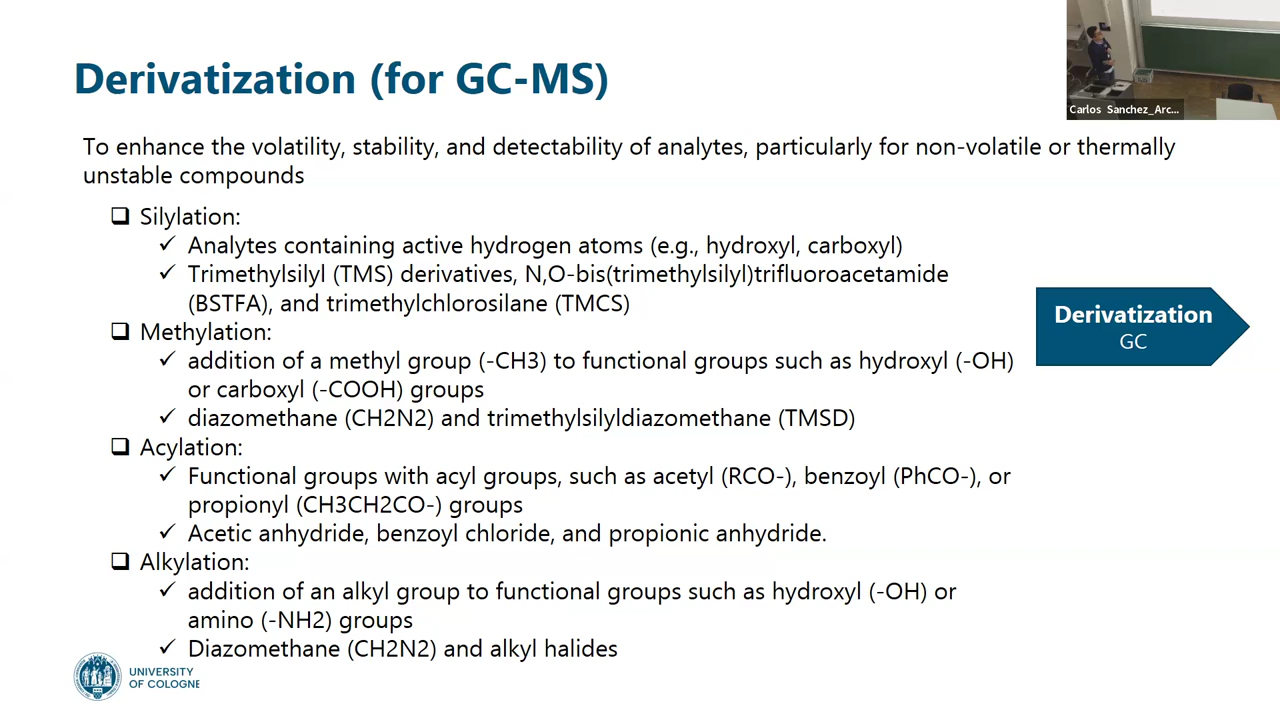 Derivatization (for GC-MS)
Carlos Sanchez_Arc...
To enhance the volatility, stability, and detectability of analytes, particularly for non-volatile or thermally
unstable compounds
Silylation:
Analytes containing active hydrogen atoms (e.g., hydroxyl, carboxyl)
Trimethylsilyl (TMS) derivatives, N,O-bis(trimethylsilyl)trifluoroacetamide
(BSTFA), and trimethylchlorosilane (TMCS)
Methylation:
addition of a methyl group (-CH3) to functional groups such as hydroxyl (-OH)
or carboxyl (-COOH) groups
diazomethane (CH2N2) and trimethylsilyldiazomethane (TMSD)
Acylation:
Functional groups with acyl groups, such as acetyl (RCO-), benzoyl (PhCO-), or
propionyl (CH3CH2CO-) groups
Acetic anhydride, benzoyl chloride, and propionic anhydride.
Alkylation:
addition of an alkyl group to functional groups such as hydroxyl (-OH) or
amino (-NH2) groups
Diazomethane (CH2N2) and alkyl halides
Derivatization
GC
UNIVERSITY
OF COLOGNE